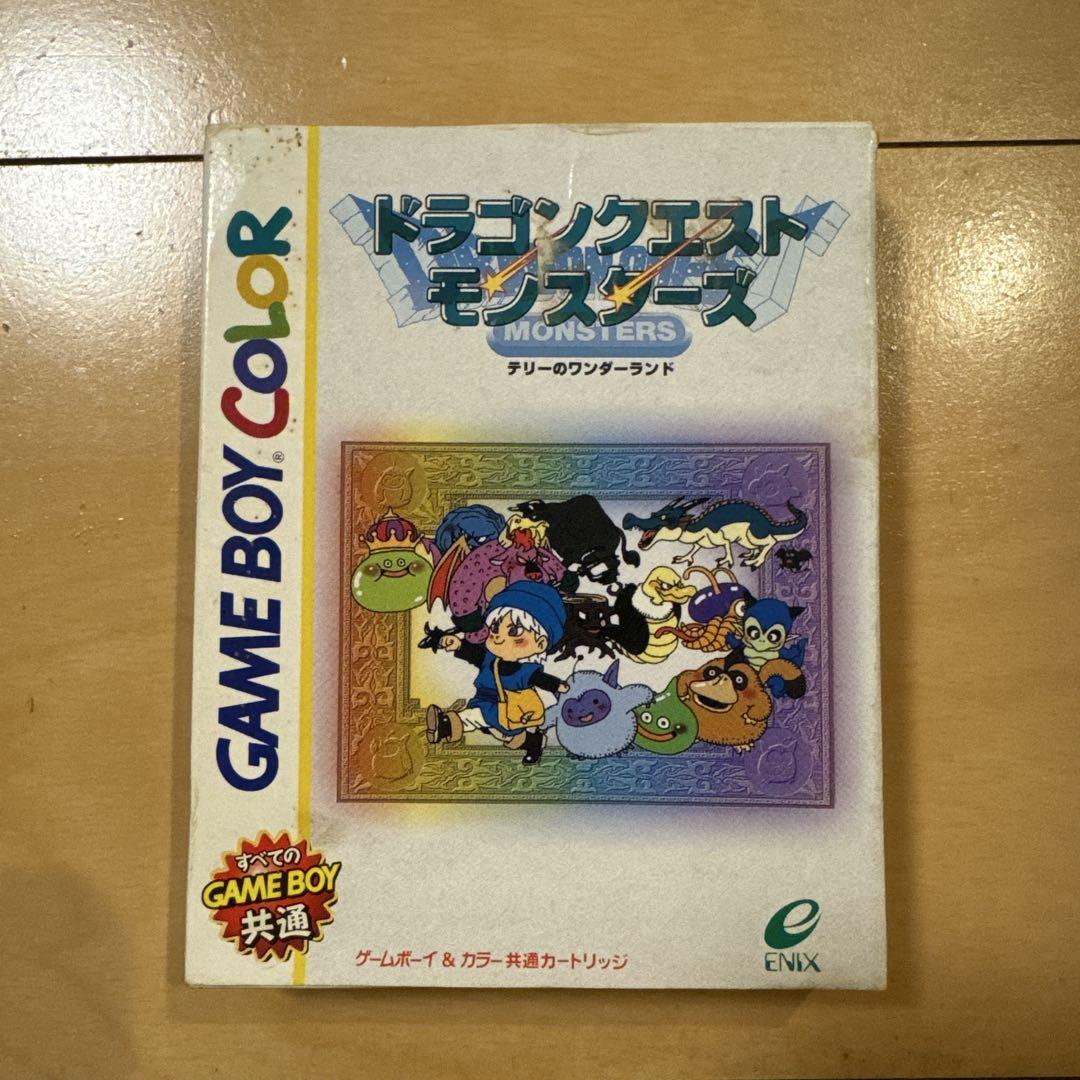 GAME BOY COLOR
®
ドラゴンクエスト
モンスターズ
MONSTERS
テリーのワンダーランド
すべての
GAME BOY
共通
ゲームボーイ & カラー共通カートリッジ
e
ENIX